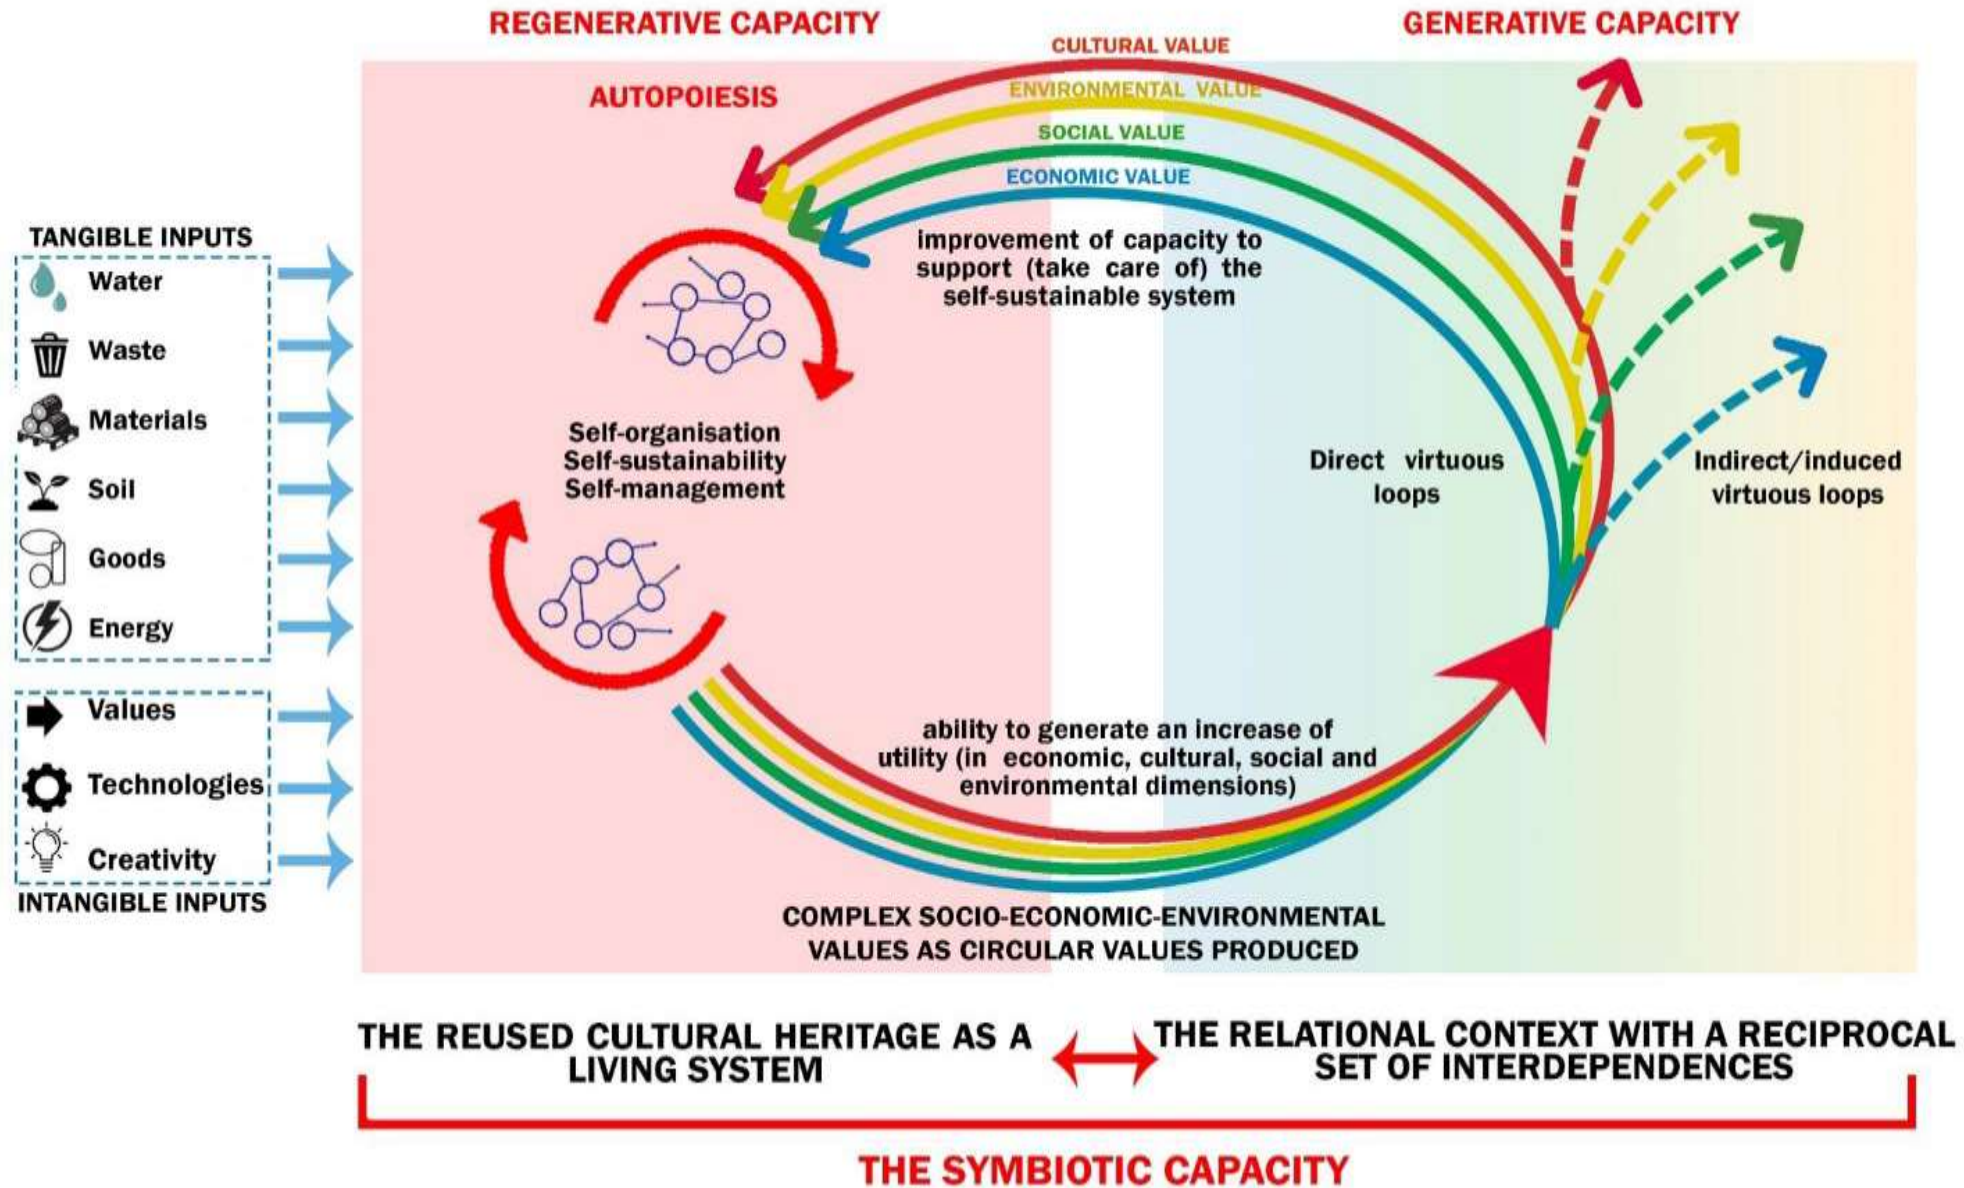 REGENERATIVE CAPACITY
GENERATIVE CAPACITY
CULTURAL VALUE
AUTOPOIESIS
ENVIRONMENTAL VALUE
SOCIAL VALUE
ECONOMIC VALUE
improvement of capacity to
support (take care of) the
self-sustainable system
TANGIBLE INPUTS
Water
Waste
Materials
Soil
Goods
Energy
Values
Technologies
Creativity
INTANGIBLE INPUTS
Self-organisation
Self-sustainability
Self-management
Direct virtuous
loops
Indirect/induced
virtuous loops
ability to generate an increase of
utility (in economic, cultural, social and
environmental dimensions)
COMPLEX SOCIO-ECONOMIC-ENVIRONMENTAL
VALUES AS CIRCULAR VALUES PRODUCED
THE REUSED CULTURAL HERITAGE AS A
LIVING SYSTEM
THE RELATIONAL CONTEXT WITH A RECIPROCAL
SET OF INTERDEPENDENCES
THE SYMBIOTIC CAPACITY